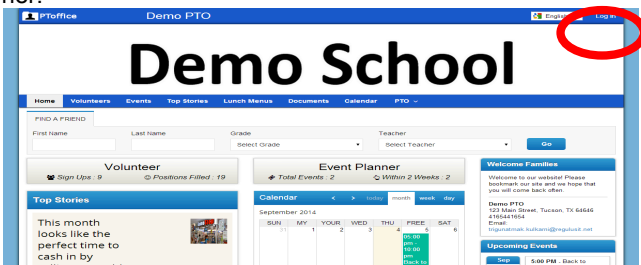 PToffice
Demo PTO
English
Log In
Demo School
Home Volunteers Events Top Stories Lunch Menus Documents Calendar PTO
FIND A FRIEND
First Name Last Name Grade Teacher
Select Grade Select Teacher Go
Volunteer
Sign Ups : 9 Positions Filled : 19
Event Planner
Total Events : 2 Within 2 Weeks : 2
Welcome Families
Welcome to our website! Please
bookmark our site and we hope that
you will come back often.
Demo PTO
123 Main Street, Tucson, TX 64646
4165441654
Email:
trigunatmak.kulkarni@regulusit.net
Top Stories
This month
looks like the
perfect time to
cash in by
Calendar < > today month week day
September 2014
SUN MY YOUR WED THU FREE SAT
31 1 2 3 4 5 6
05:00
pm -
10:00
pm
Back to
Upcoming Events
Sep 5:00 PM - Back to